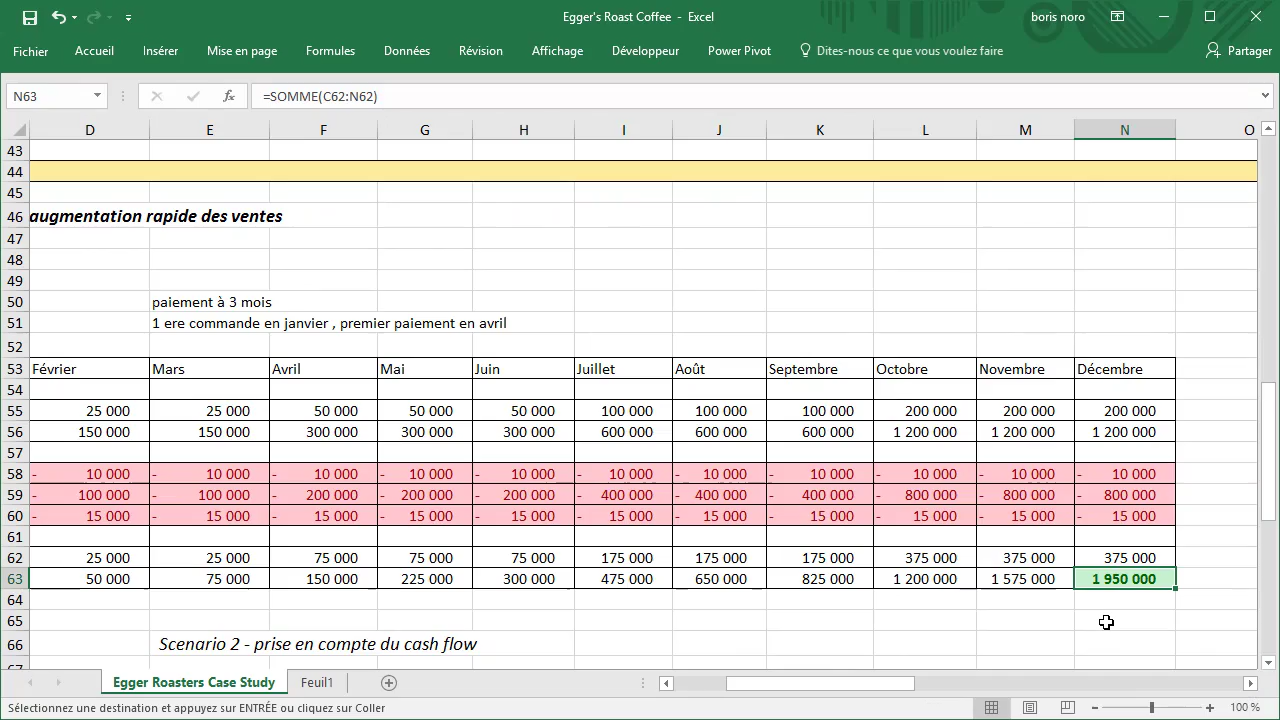 Egger's Roast Coffee - Excel
boris noro
Fichier Accueil Insérer Mise en page Formules Données Révision Affichage Développeur Power Pivot Dites-nous ce que vous voulez faire Partager
N63 fx =SOMME(C62:N62)
D E F G H I J K L M N O
43
44
45
46 augmentation rapide des ventes
47
48
49
50 paiement à 3 mois
51 1 ere commande en janvier , premier paiement en avril
52
53 Février Mars Avril Mai Juin Juillet Août Septembre Octobre Novembre Décembre
54
55 25 000 25 000 50 000 50 000 50 000 100 000 100 000 100 000 200 000 200 000 200 000
56 150 000 150 000 300 000 300 000 300 000 600 000 600 000 600 000 1 200 000 1 200 000 1 200 000
57
58 - 10 000 - 10 000 - 10 000 - 10 000 - 10 000 - 10 000 - 10 000 - 10 000 - 10 000 - 10 000 - 10 000
59 - 100 000 - 100 000 - 200 000 - 200 000 - 200 000 - 400 000 - 400 000 - 400 000 - 800 000 - 800 000 - 800 000
60 - 15 000 - 15 000 - 15 000 - 15 000 - 15 000 - 15 000 - 15 000 - 15 000 - 15 000 - 15 000 - 15 000
61
62 25 000 25 000 75 000 75 000 75 000 175 000 175 000 175 000 375 000 375 000 375 000
63 50 000 75 000 150 000 225 000 300 000 475 000 650 000 825 000 1 200 000 1 575 000 1 950 000
64
65
66 Scenario 2 - prise en compte du cash flow
Egger Roasters Case Study Feuil1
Sélectionnez une destination et appuyez sur ENTRÉE ou cliquez sur Coller
100 %